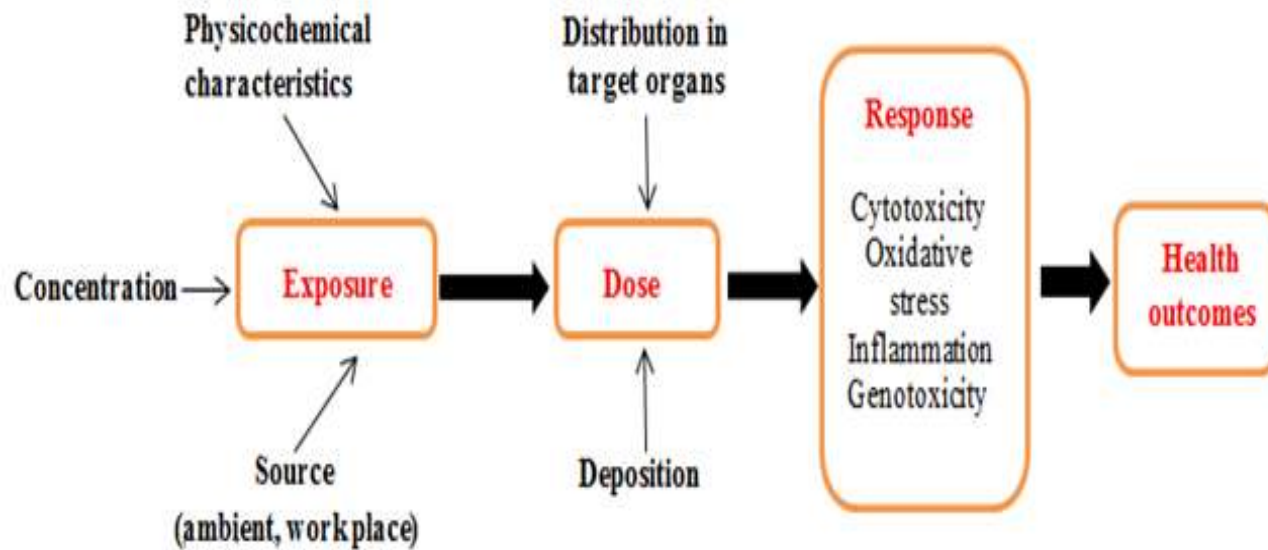 Physicochemical
characteristics
Distribution in
target organs
Response
Cytotoxicity
Oxidative
stress
Inflammation
Genotoxicity
Concentration
Exposure
Dose
Health
outcomes
Source
(ambient, workplace)
Deposition